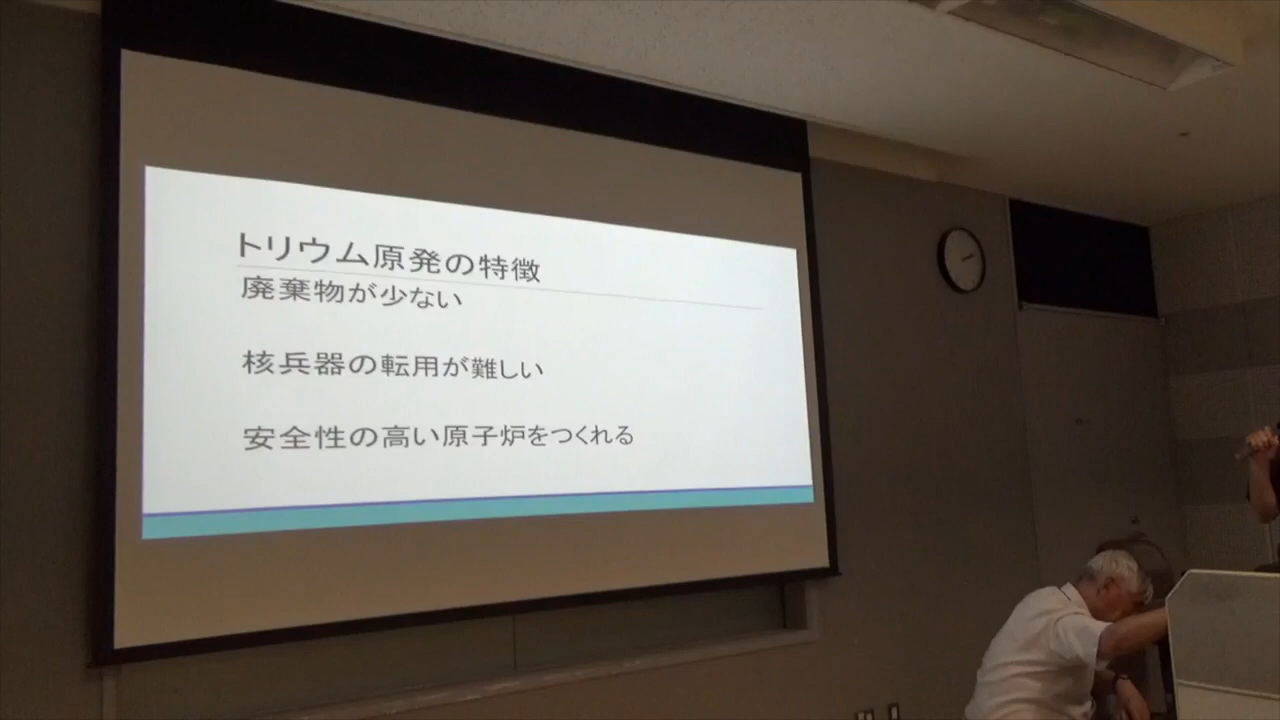 トリウム原発の特徴
廃棄物が少ない
核兵器の転用が難しい
安全性の高い原子炉をつくれる